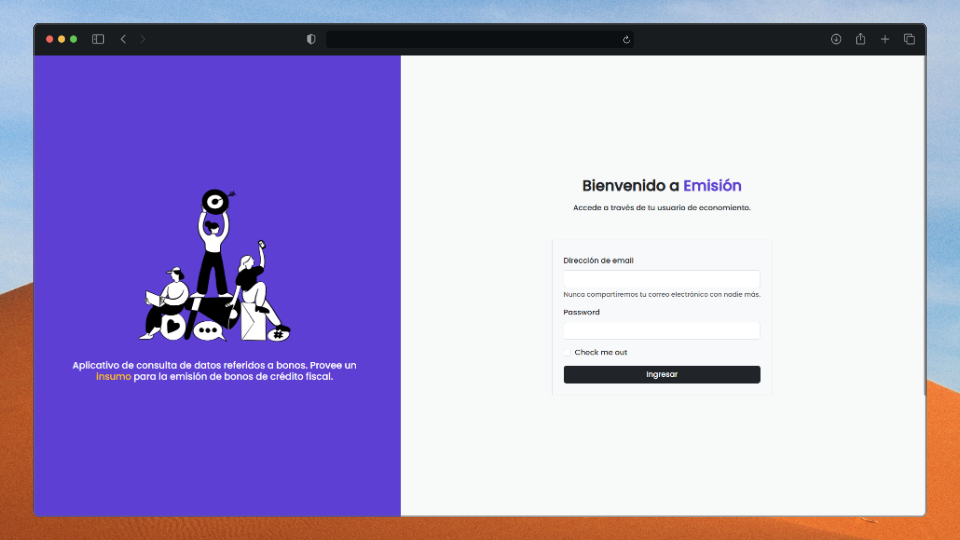 Aplicativo de consulta de datos referidos a bonos. Provee un
insumo para la emisión de bonos de crédito fiscal.
Bienvenido a Emisión
Accede a través de tu usuario de economiento.
Dirección de email
Nunca compartiremos tu correo electrónico con nadie más.
Password
Check me out
Ingresar